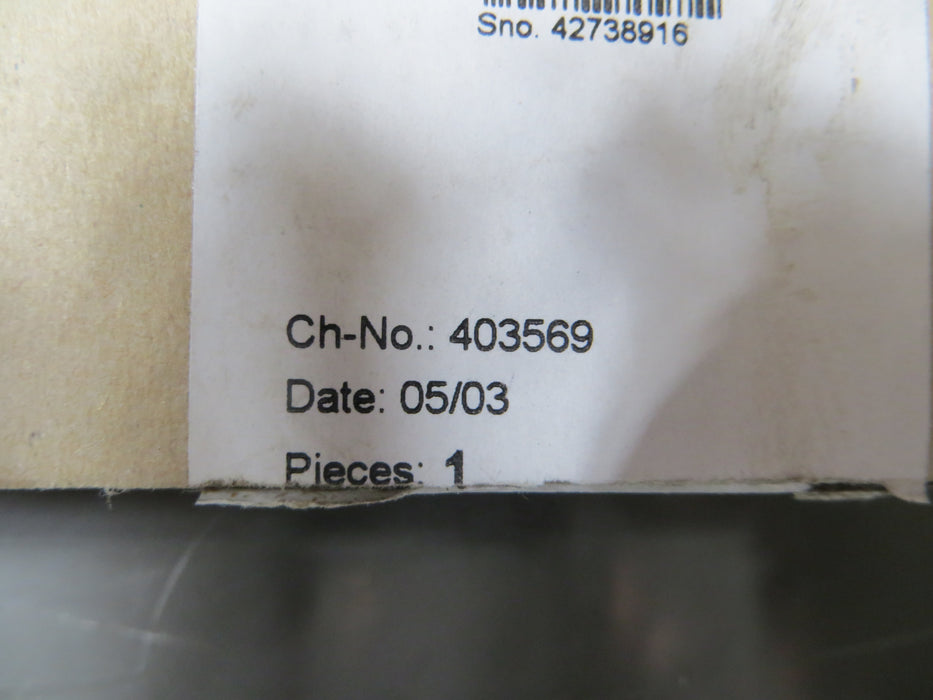 Sno. 42738916
Ch-No.: 403569
Date: 05/03
Pieces: 1